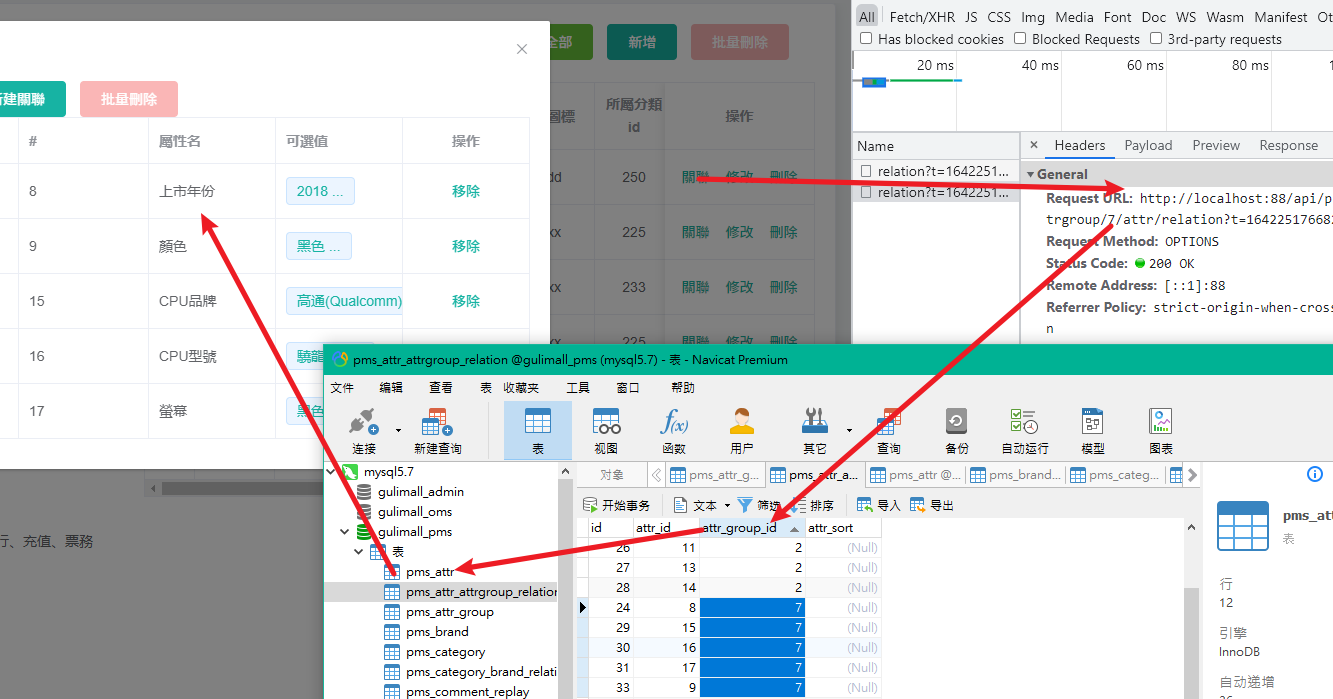 ×
新建關聯
批量刪除
#
屬性名
可選值
操作
8
上市年份
2018 ...
移除
9
顏色
黑色 ...
移除
15
CPU品牌
高通(Qualcomm)
移除
16
CPU型號
驍龍
17
螢幕
黑色
行、充值、票務
全部
新增
批量刪除
圖標
所屬分類
id
操作
dd
250
關聯 修改 刪除
xx
225
關聯 修改 刪除
xx
233
關聯 修改 刪除
225
關聯 修改 刪除
All Fetch/XHR JS CSS Img Media Font Doc WS Wasm Manifest Ot
Has blocked cookies Blocked Requests 3rd-party requests
20 ms 40 ms 60 ms 80 ms
Name
relation?t=1642251...
relation?t=1642251...
× Headers Payload Preview Response
General
Request URL: http://localhost:88/api/p
trgroup/7/attr/relation?t=16422517668
Request Method: OPTIONS
Status Code: 200 OK
Remote Address: [::1]:88
Referrer Policy: strict-origin-when-cross
n
pms_attr_attrgroup_relation @gulimall_pms (mysql5.7) - 表 - Navicat Premium
文件 编辑 查看 表 收藏夹 工具 窗口 帮助
连接 新建查询 表 视图 函数 用户 其它 查询 备份 自动运行 模型 图表
mysql5.7
gulimall_admin
gulimall_oms
gulimall_pms
表
pms_attr
pms_attr_attrgroup_relation
pms_attr_group
pms_brand
pms_category
pms_category_brand_relati
pms_comment_replay
对象 pms_attr_g... pms_attr_a... pms_attr @... pms_brand... pms_categ...
开始事务 文本 筛选 排序 导入 导出
id attr_id attr_group_id attr_sort
26 11 2 (Null)
27 13 2 (Null)
28 14 2 (Null)
24 8 7 (Null)
29 15 7 (Null)
30 16 7 (Null)
31 17 7 (Null)
33 9 7 (Null)
pms_att
表
行
12
引擎
InnoDB
自动递增